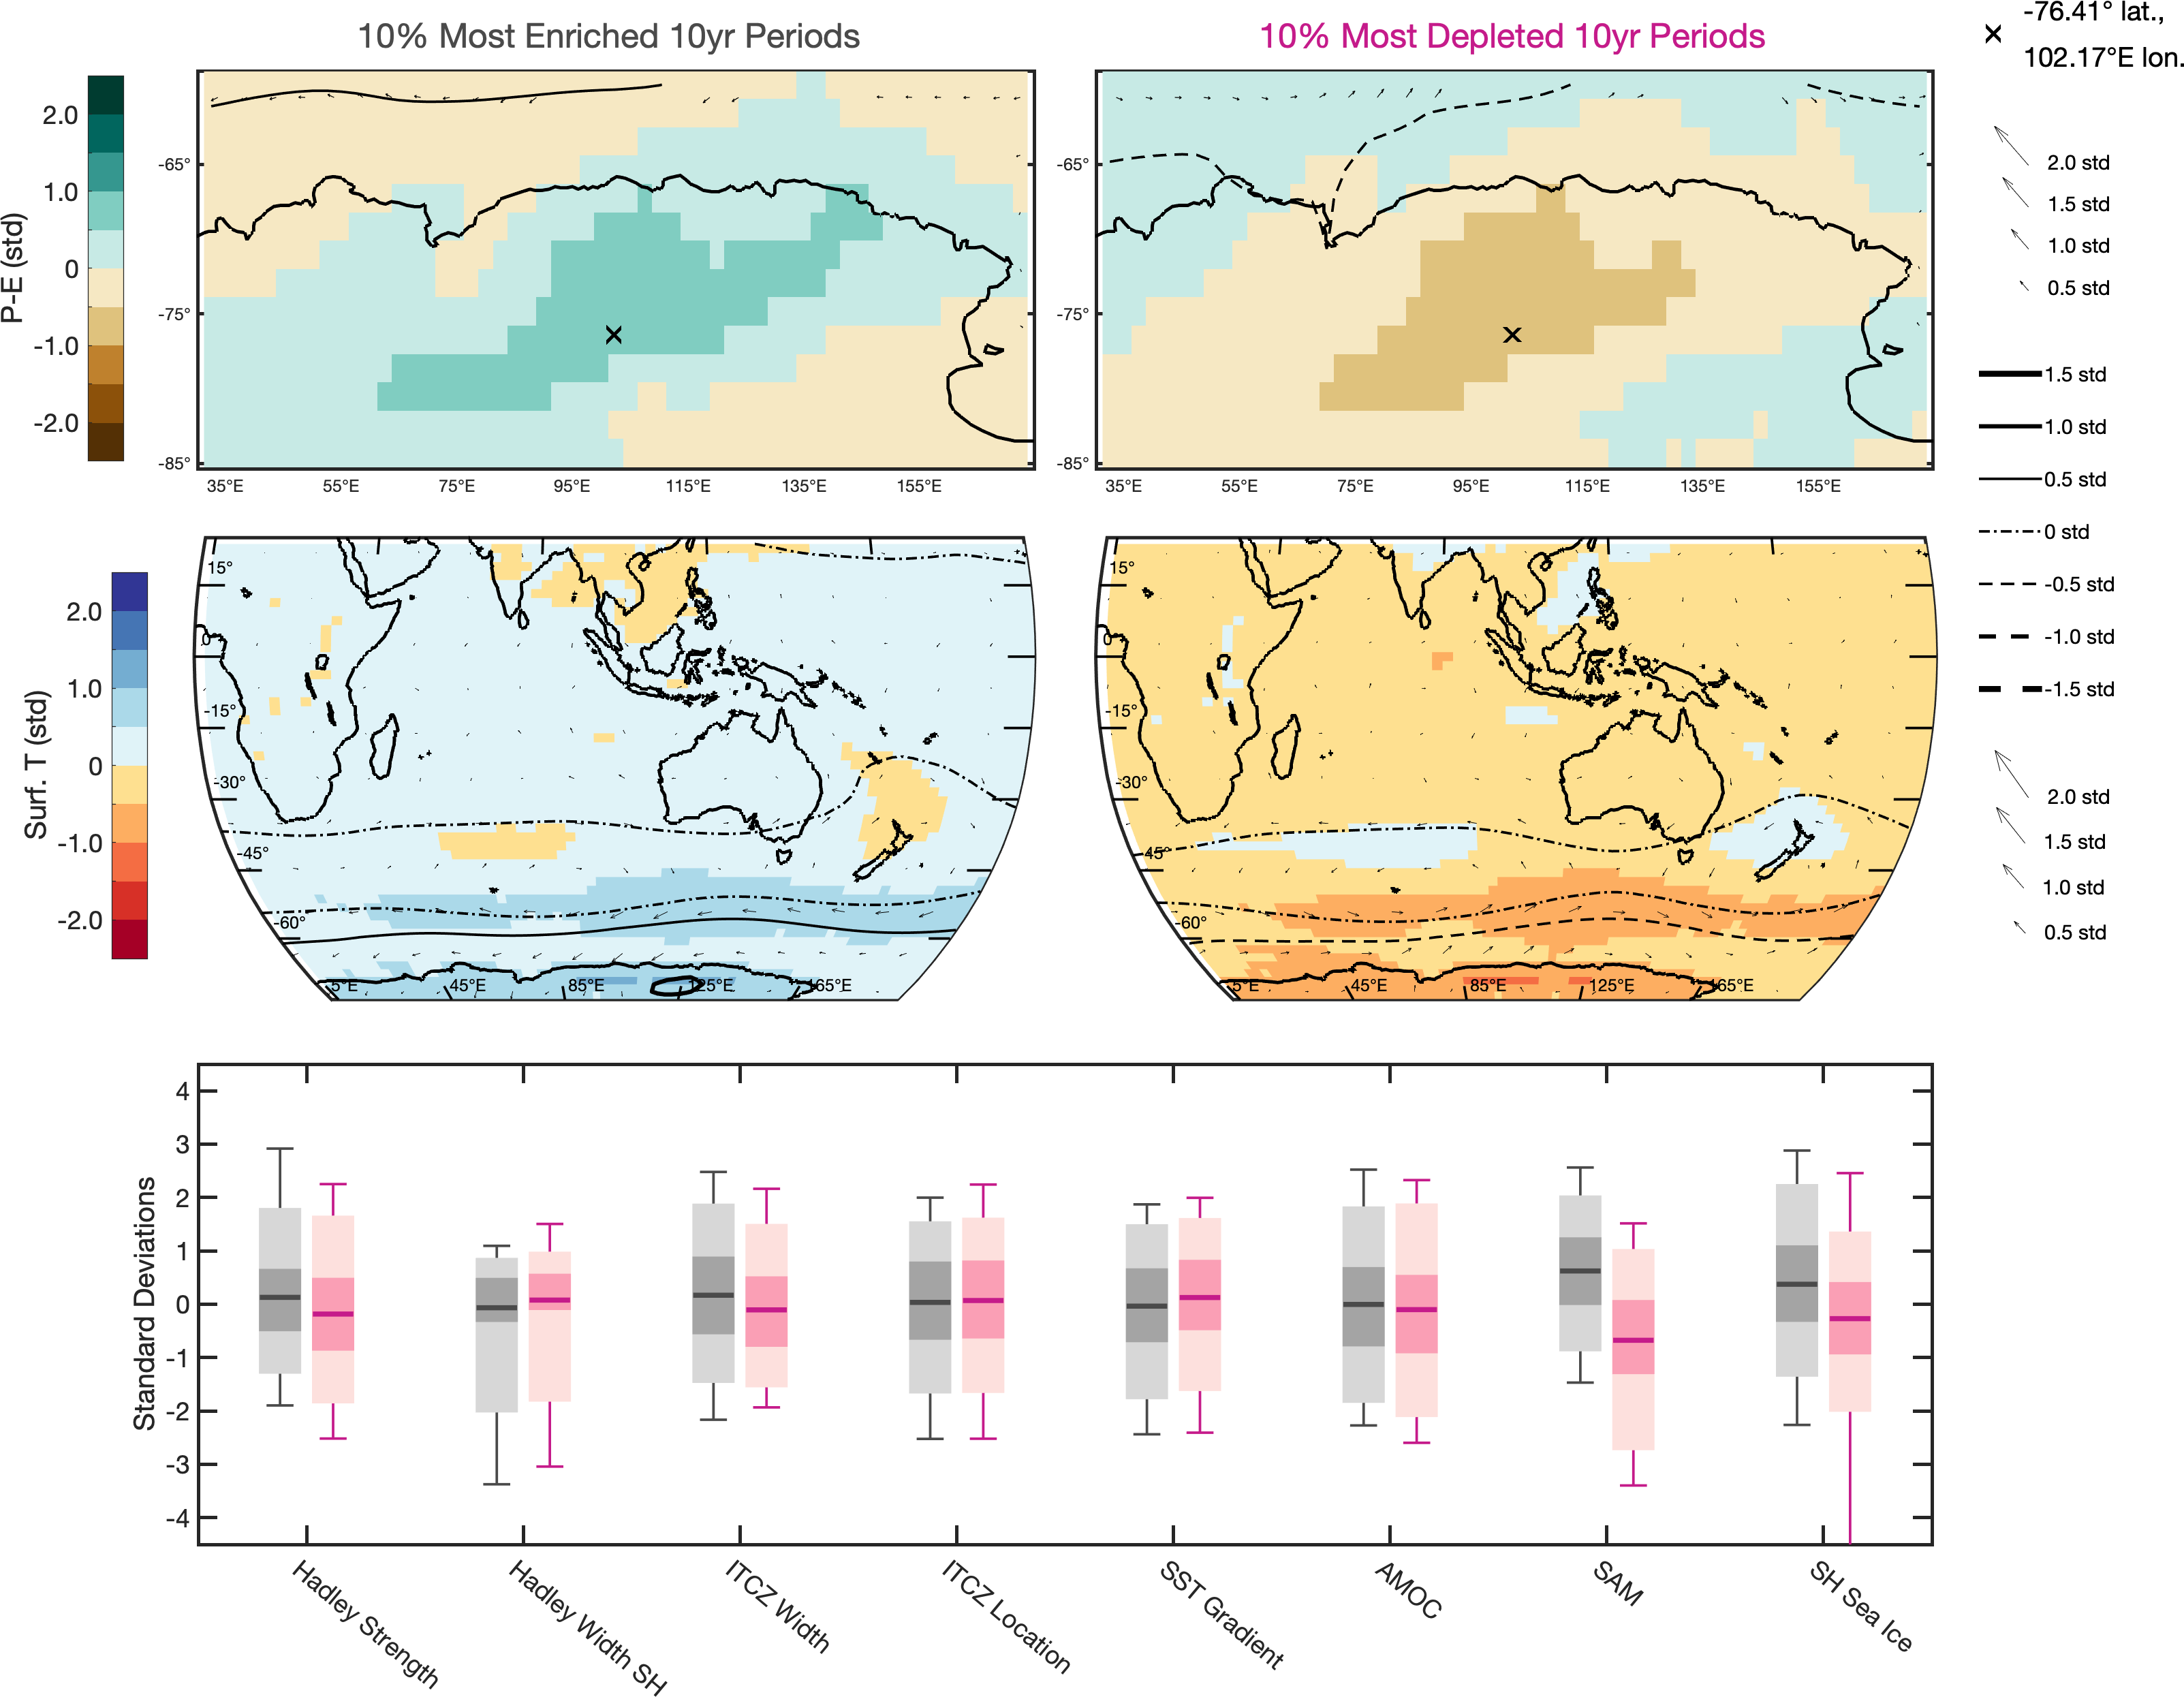 10% Most Enriched 10yr Periods
10% Most Depleted 10yr Periods
-76.41° lat.,
102.17°E lon.
P-E (std)
2.0
1.0
0
-1.0
-2.0
-65°
-75°
-85°
35°E 55°E 75°E 95°E 115°E 135°E 155°E
-65°
-75°
-85°
35°E 55°E 75°E 95°E 115°E 135°E 155°E
2.0 std
1.5 std
1.0 std
0.5 std
1.5 std
1.0 std
0.5 std
0 std
-0.5 std
-1.0 std
-1.5 std
Surf. T (std)
2.0
1.0
0
-1.0
-2.0
15°
0°
-15°
-30°
-45°
-60°
5°E 45°E 85°E 125°E 165°E
15°
0°
-15°
-30°
-45°
-60°
5°E 45°E 85°E 125°E 165°E
2.0 std
1.5 std
1.0 std
0.5 std
Standard Deviations
4
3
2
1
0
-1
-2
-3
-4
Hadley Strength
Hadley Width SH
ITCZ Width
ITCZ Location
SST Gradient
AMOC
SAM
SH Sea Ice